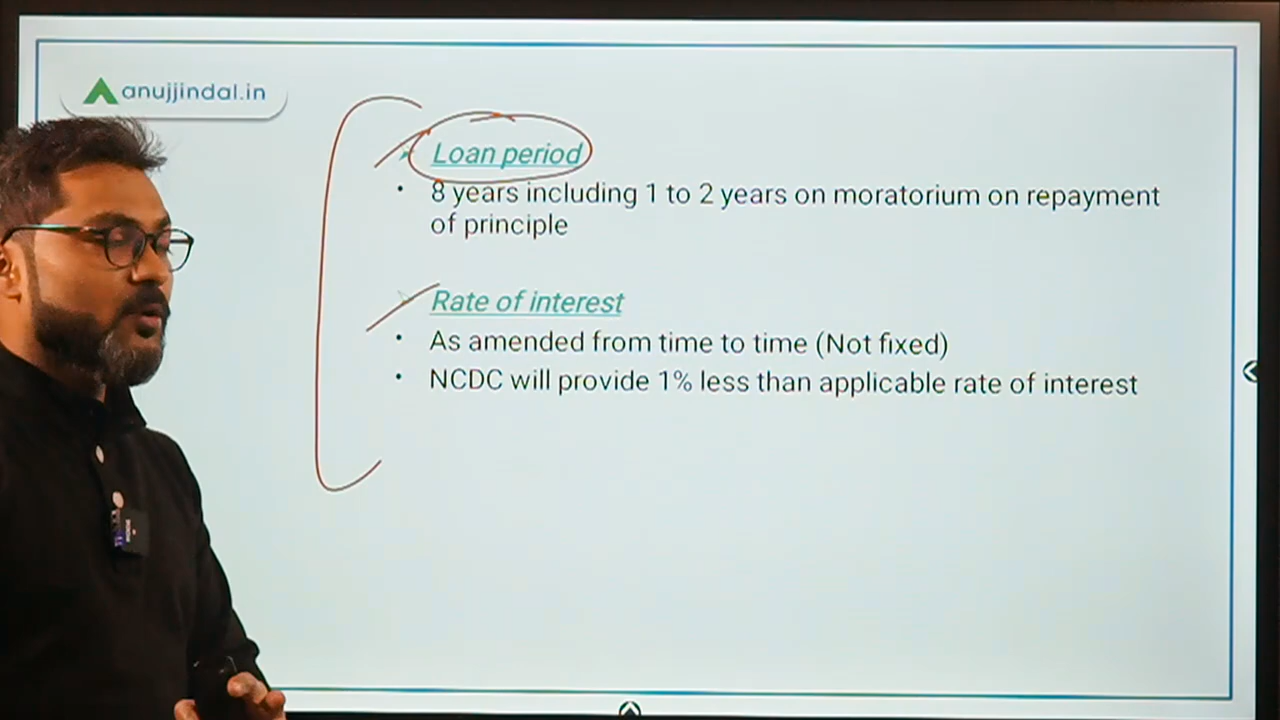 anujjindal.in
Loan period
• 8 years including 1 to 2 years on moratorium on repayment
of principle
Rate of interest
• As amended from time to time (Not fixed)
• NCDC will provide 1% less than applicable rate of interest